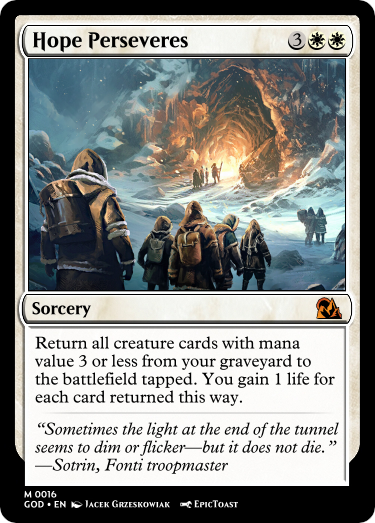 Hope Perseveres 3
Sorcery
Return all creature cards with mana
value 3 or less from your graveyard to
the battlefield tapped. You gain 1 life for
each card returned this way.
“Sometimes the light at the end of the tunnel
seems to dim or flicker—but it does not die.”
—Sotrin, Fonti troopmaster
M 0016
GOD • EN Jacek Grzeskowiak EpicToast